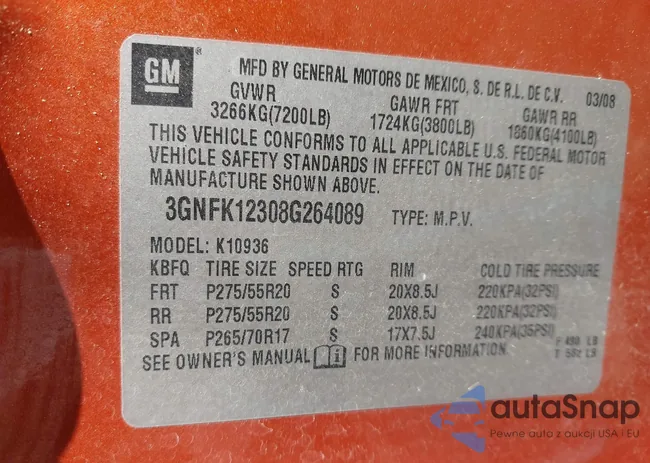 GM ®
MFD BY GENERAL MOTORS DE MEXICO, S. DE R.L. DE C.V. 03/08
GVWR GAWR FRT GAWR RR
3266KG(7200LB) 1724KG(3800LB) 1860KG(4100LB)
THIS VEHICLE CONFORMS TO ALL APPLICABLE U.S. FEDERAL MOTOR
VEHICLE SAFETY STANDARDS IN EFFECT ON THE DATE OF
MANUFACTURE SHOWN ABOVE.
3GNFK12308G264089 TYPE: M.P.V.
MODEL: K10936
KBFQ TIRE SIZE SPEED RTG RIM COLD TIRE PRESSURE
FRT P275/55R20 S 20X8.5J 220KPA(32PSI)
RR P275/55R20 S 20X8.5J 220KPA(32PSI)
SPA P265/70R17 S 17X7.5J 240KPA(35PSI)
SEE OWNER'S MANUAL FOR MORE INFORMATION.
autaSnap
Pewne auta z aukcji USA i EU